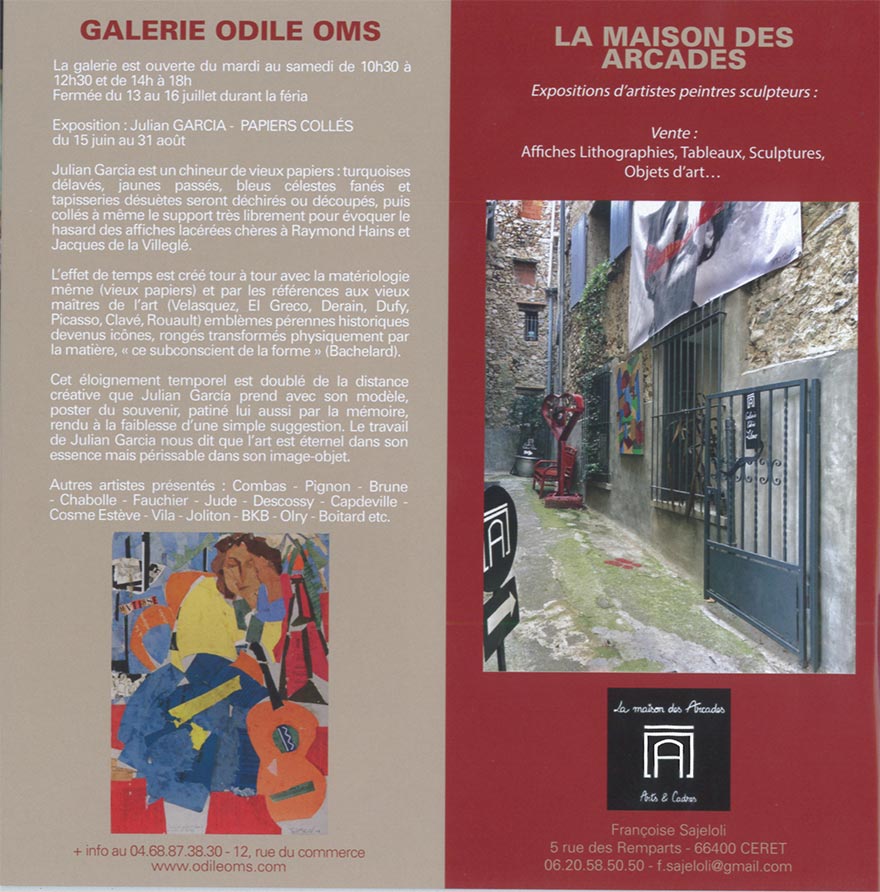 GALERIE ODILE OMS
La galerie est ouverte du mardi au samedi de 10h30 à
12h30 et de 14h à 18h
Fermée du 13 au 16 juillet durant la féria
Exposition : Julian GARCIA - PAPIERS COLLÉS
du 15 juin au 31 août
Julian Garcia est un chineur de vieux papiers : turquoises
délavés, jaunes passés, bleus célestes fanés et
tapisseries désuètes seront déchirés ou découpés, puis
collés à même le support très librement pour évoquer le
hasard des affiches lacérées chères à Raymond Hains et
Jacques de la Villeglé.
L'effet de temps est créé tour à tour avec la matériologie
même (vieux papiers) et par les références aux vieux
maîtres de l'art (Velasquez, El Greco, Derain, Dufy,
Picasso, Clavé, Rouault) emblèmes pérennes historiques
devenus icônes, rongés transformés physiquement par
la matière, « ce subconscient de la forme » (Bachelard).
Cet éloignement temporel est doublé de la distance
créative que Julian García prend avec son modèle,
poster du souvenir, patiné lui aussi par la mémoire,
rendu à la faiblesse d'une simple suggestion. Le travail
de Julian Garcia nous dit que l'art est éternel dans son
essence mais périssable dans son image-objet.
Autres artistes présentés : Combas - Pignon - Brune
- Chabolle - Fauchier - Jude - Descossy - Capdeville -
Cosme Estève - Vila - Joliton - BKB - Olry - Boitard etc.
+ info au 04.68.87.38.30 - 12, rue du commerce
www.odileoms.com
LA MAISON DES
ARCADES
Expositions d'artistes peintres sculpteurs :
Vente :
Affiches Lithographies, Tableaux, Sculptures,
Objets d'art…
La maison des Arcades
A
Arts & Cadres
Françoise Sajeloli
5 rue des Remparts - 66400 CERET
06.20.58.50.50 - f.sajeloli@gmail.com